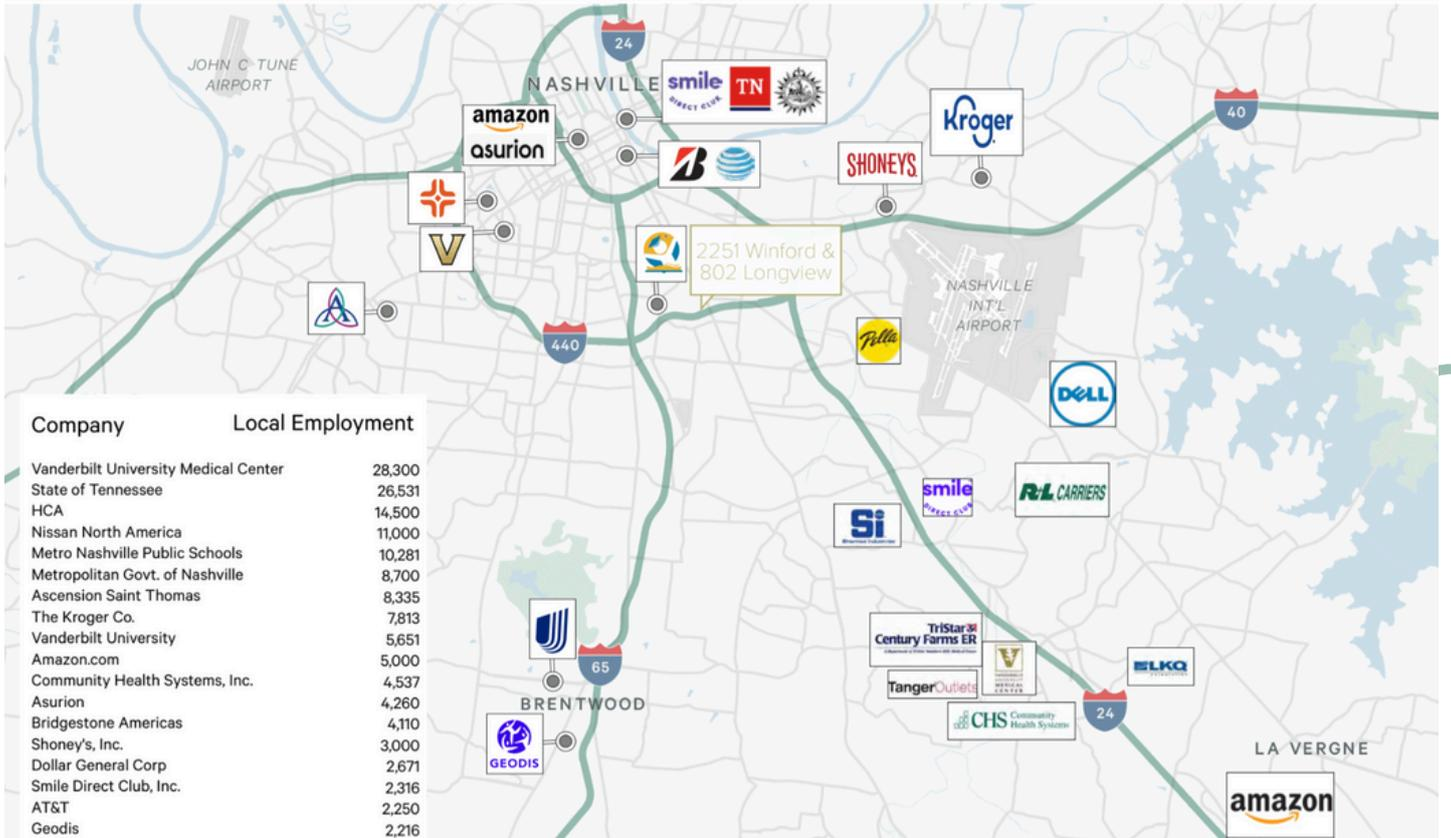 JOHN C TUNE
AIRPORT
24
NASHVILLE
smile
DIRECT CLUB
TN
amazon
asurion
B
AT&T
SHONEY'S
Kroger
40
V
A
2251 Winford &
802 Longview
NASHVILLE
INT'L
AIRPORT
440
Pella
DELL
smile
DIRECT CLUB
R+L CARRIERS
Si
TriStar
Century Farms ER
TangerOutlets
V
VANDERBILT
UNIVERSITY
MEDICAL
CENTER
LKQ
CHS Community
Health Systems
24
65
BRENTWOOD
GEODIS
LA VERGNE
amazon
Company Local Employment
Vanderbilt University Medical Center 28,300
State of Tennessee 26,531
HCA 14,500
Nissan North America 11,000
Metro Nashville Public Schools 10,281
Metropolitan Govt. of Nashville 8,700
Ascension Saint Thomas 8,335
The Kroger Co. 7,813
Vanderbilt University 5,651
Amazon.com 5,000
Community Health Systems, Inc. 4,537
Asurion 4,260
Bridgestone Americas 4,110
Shoney's, Inc. 3,000
Dollar General Corp 2,671
Smile Direct Club, Inc. 2,316
AT&T 2,250
Geodis 2,216